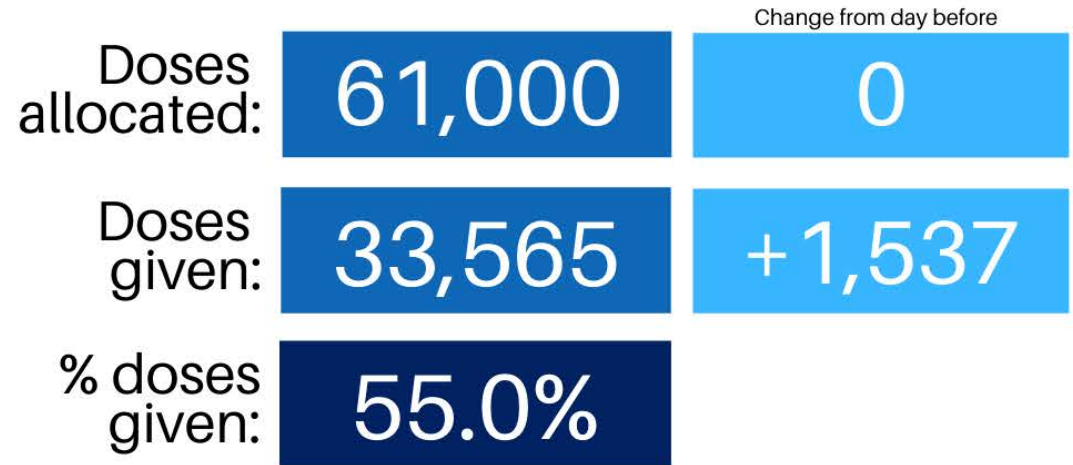 Change from day before
Doses
allocated:
61,000
0
Doses
given:
33,565
+1,537
% doses
given:
55.0%